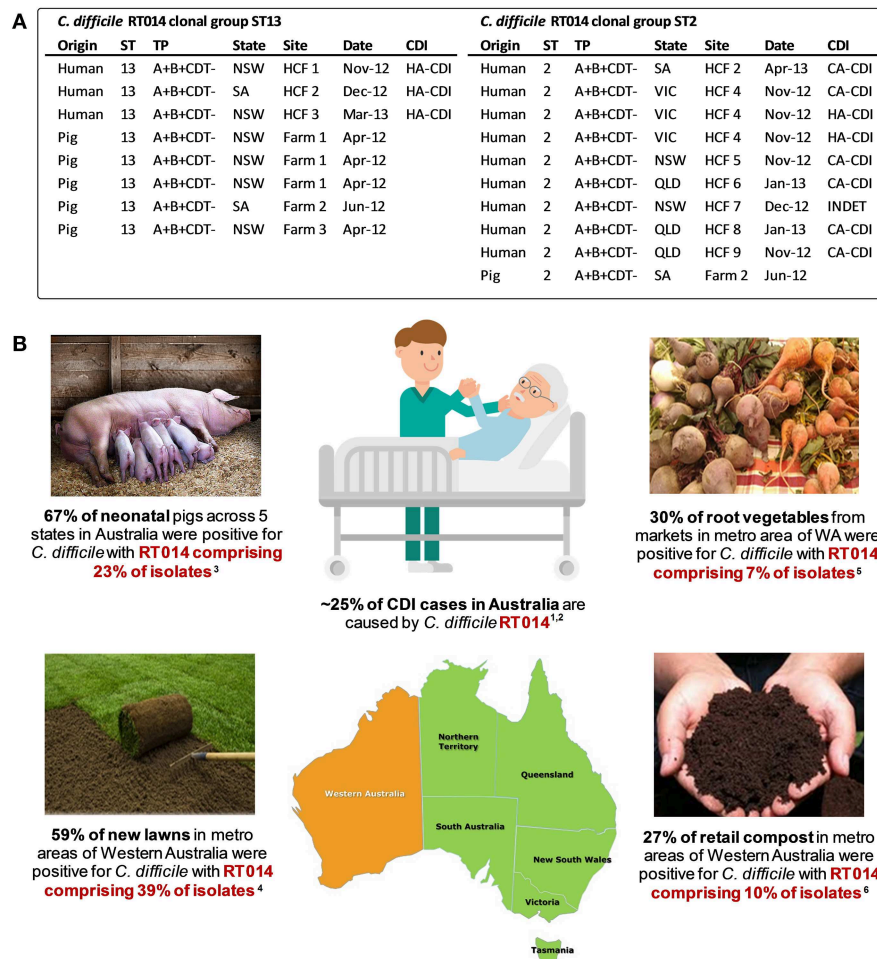 A
C. difficile RT014 clonal group ST13
Origin ST TP State Site Date CDI
Human 13 A+B+CDT- NSW HCF 1 Nov-12 HA-CDI
Human 13 A+B+CDT- SA HCF 2 Dec-12 HA-CDI
Human 13 A+B+CDT- NSW HCF 3 Mar-13 HA-CDI
Pig 13 A+B+CDT- NSW Farm 1 Apr-12
Pig 13 A+B+CDT- NSW Farm 1 Apr-12
Pig 13 A+B+CDT- NSW Farm 1 Apr-12
Pig 13 A+B+CDT- SA Farm 2 Jun-12
Pig 13 A+B+CDT- NSW Farm 3 Apr-12
C. difficile RT014 clonal group ST2
Origin ST TP State Site Date CDI
Human 2 A+B+CDT- SA HCF 2 Apr-13 CA-CDI
Human 2 A+B+CDT- VIC HCF 4 Nov-12 CA-CDI
Human 2 A+B+CDT- VIC HCF 4 Nov-12 HA-CDI
Human 2 A+B+CDT- VIC HCF 4 Nov-12 HA-CDI
Human 2 A+B+CDT- NSW HCF 5 Nov-12 CA-CDI
Human 2 A+B+CDT- QLD HCF 6 Jan-13 CA-CDI
Human 2 A+B+CDT- NSW HCF 7 Dec-12 INDET
Human 2 A+B+CDT- QLD HCF 8 Jan-13 CA-CDI
Human 2 A+B+CDT- QLD HCF 9 Nov-12 CA-CDI
Pig 2 A+B+CDT- SA Farm 2 Jun-12
B
67% of neonatal pigs across 5
states in Australia were positive for
C. difficile with RT014 comprising
23% of isolates 3
~25% of CDI cases in Australia are
caused by C. difficile RT014 1,2
30% of root vegetables from
markets in metro area of WA were
positive for C. difficile with RT014
comprising 7% of isolates 5
59% of new lawns in metro
areas of Western Australia were
positive for C. difficile with RT014
comprising 39% of isolates 4
Northern
Territory
Queensland
Western Australia
South Australia
New South Wales
Victoria
Tasmania
27% of retail compost in metro
areas of Western Australia were
positive for C. difficile with RT014
comprising 10% of isolates 6